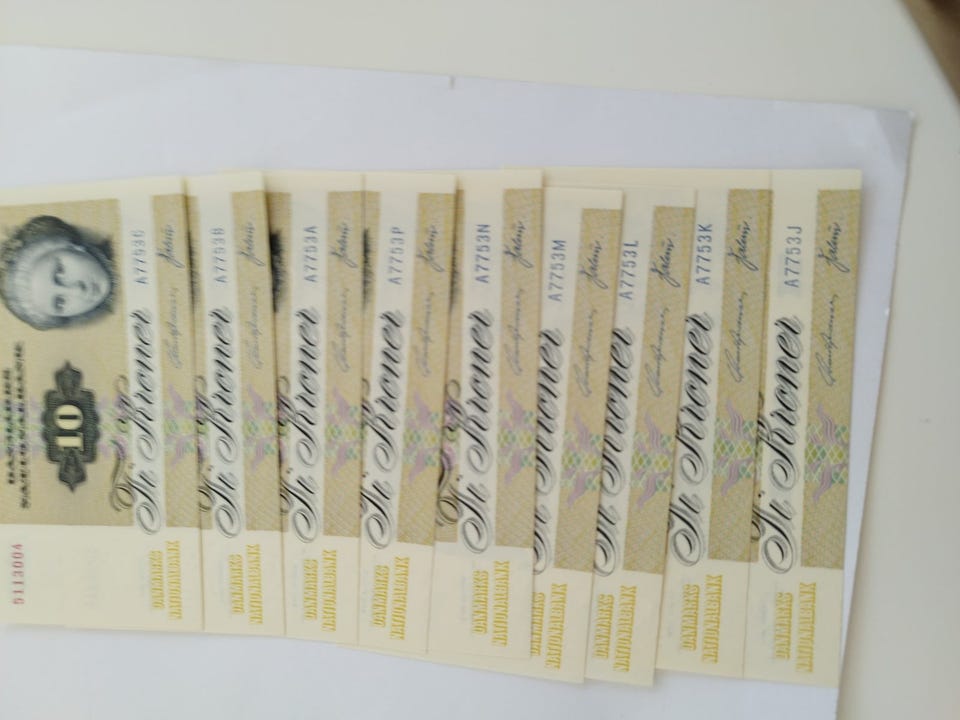 DANMARKS
NATIONALBANK
5113004
10
Ti Kroner A7753C
DANMARKS
NATIONALBANK
Ti Kroner A7753B
DANMARKS
NATIONALBANK
Ti Kroner A7753A
DANMARKS
NATIONALBANK
Ti Kroner A7753P
DANMARKS
NATIONALBANK
Ti Kroner A7753N
DANMARKS
NATIONALBANK
Ti Kroner A7753M
DANMARKS
NATIONALBANK
Ti Kroner A7753L
DANMARKS
NATIONALBANK
Ti Kroner A7753K
DANMARKS
NATIONALBANK
Ti Kroner A7753J
DANMARKS
NATIONALBANK